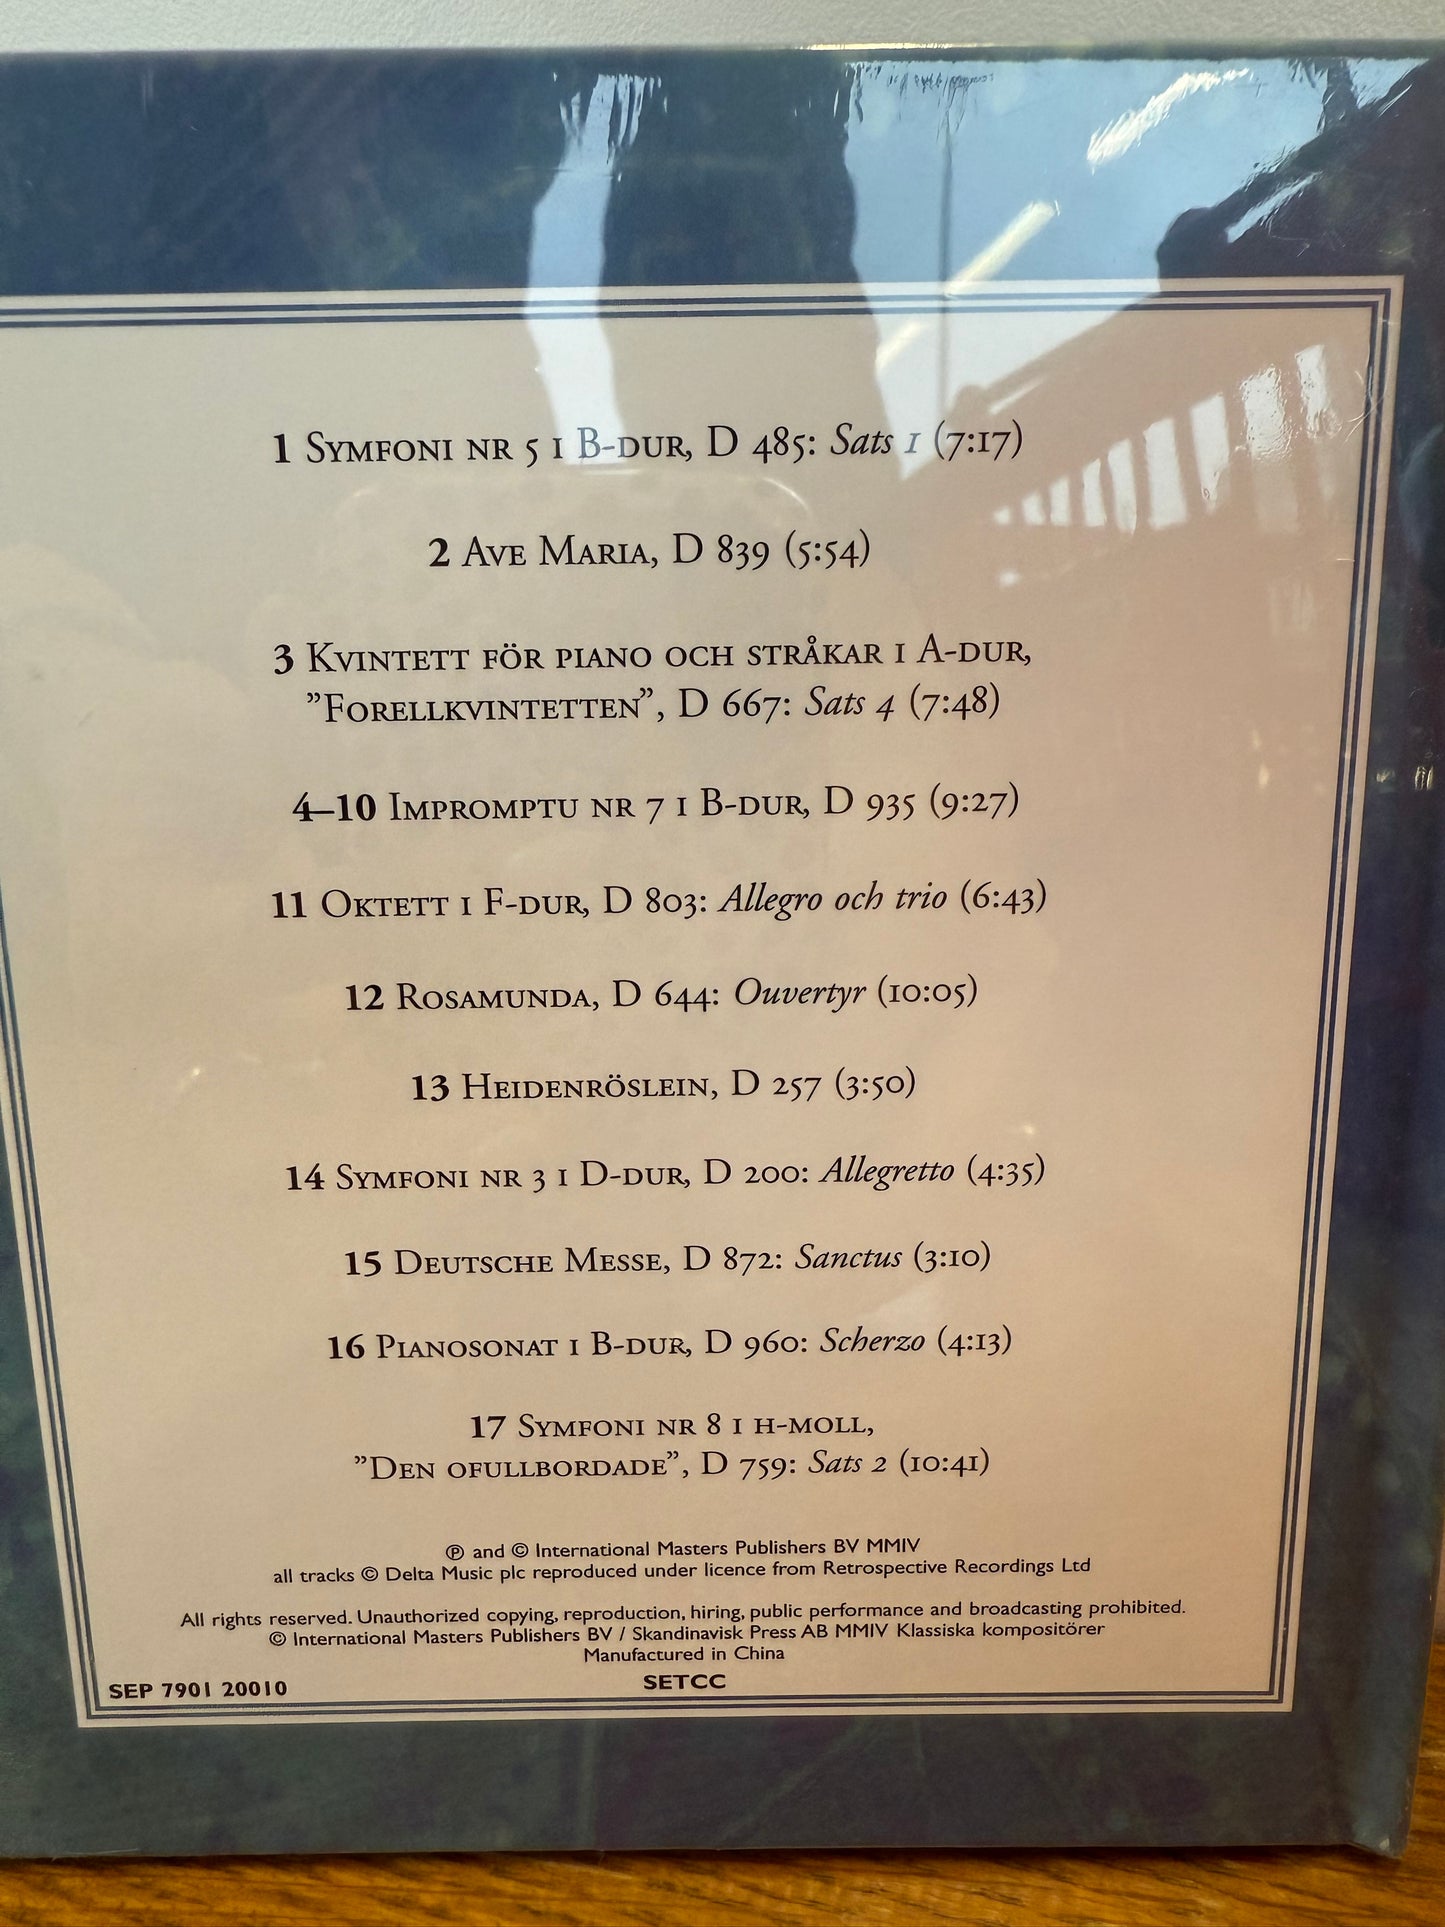 1 Symfoni nr 5 i B-dur, D 485: Sats 1 (7:17)
2 Ave Maria, D 839 (5:54)
3 Kvintett för piano och stråkar i A-dur,
”Forellkvintetten”, D 667: Sats 4 (7:48)
4–10 Impromptu nr 7 i B-dur, D 935 (9:27)
11 Oktett i F-dur, D 803: Allegro och trio (6:43)
12 Rosamunda, D 644: Ouvertyr (10:05)
13 Heidenröslein, D 257 (3:50)
14 Symfoni nr 3 i D-dur, D 200: Allegretto (4:35)
15 Deutsche Messe, D 872: Sanctus (3:10)
16 Pianosonat i B-dur, D 960: Scherzo (4:13)
17 Symfoni nr 8 i h-moll,
”Den ofullbordade”, D 759: Sats 2 (10:41)
℗ and © International Masters Publishers BV MMIV
all tracks © Delta Music plc reproduced under licence from Retrospective Recordings Ltd
All rights reserved. Unauthorized copying, reproduction, hiring, public performance and broadcasting prohibited.
© International Masters Publishers BV / Skandinavisk Press AB MMIV Klassiska kompositörer
Manufactured in China
SEP 7901 20010 SETCC